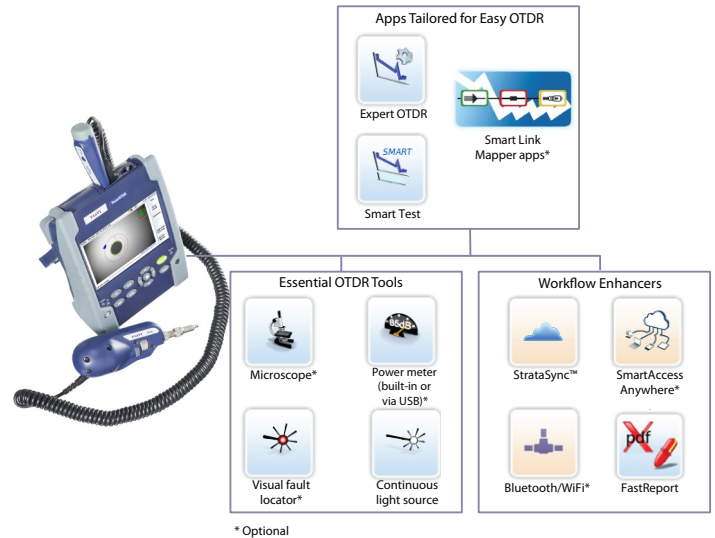 Apps Tailored for Easy OTDR
Expert OTDR
Smart Link
Mapper apps*
SMART
Smart Test
Essential OTDR Tools
Microscope*
-85dB
Power meter
(built-in or
via USB)*
Visual fault
locator*
Continuous
light source
Workflow Enhancers
StrataSync™
SmartAccess
Anywhere*
Bluetooth/WiFi*
pdf
FastReport
* Optional